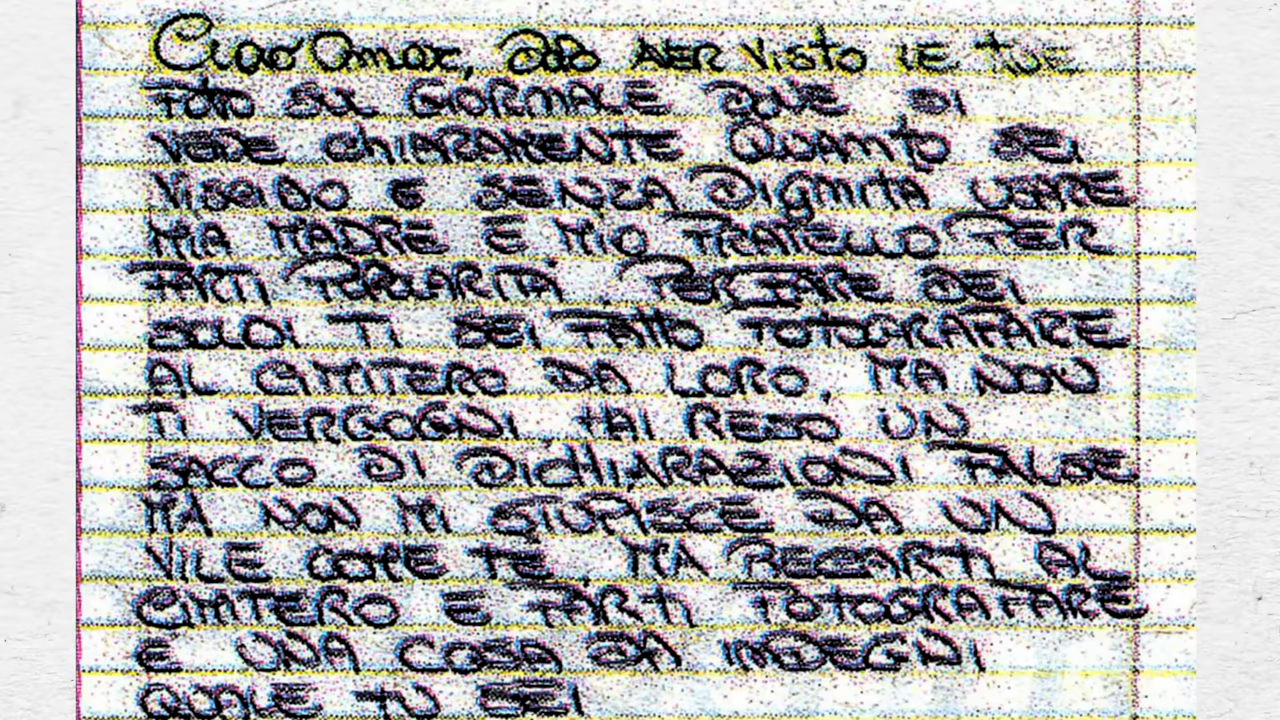 Ciao Omar, DOPO AVER VISTO LE TUE
FOTO SUL GIORNALE DOVE SI
VEDE CHIARAMENTE QUANTO SEI
VISCIDO E SENZA DIGNITA USARE
MIA MADRE E MIO FRATELLO PER
FARTI POPOLARITA. PER FARE DEI
SOLDI TI SEI FATTO FOTOGRAFARE
AL CIMITERO DA LORO, MA NON
TI VERGOGNI HAI RESO UN
SACCO DI DICHIARAZIONI FALSE
MA NON MI STUPISCE DA UN
VILE COME TE, MA RECARTI AL
CIMITERO E FARTI FOTOGRAFARE
E UNA COSA DA INDEGNI
QUALE TU SEI